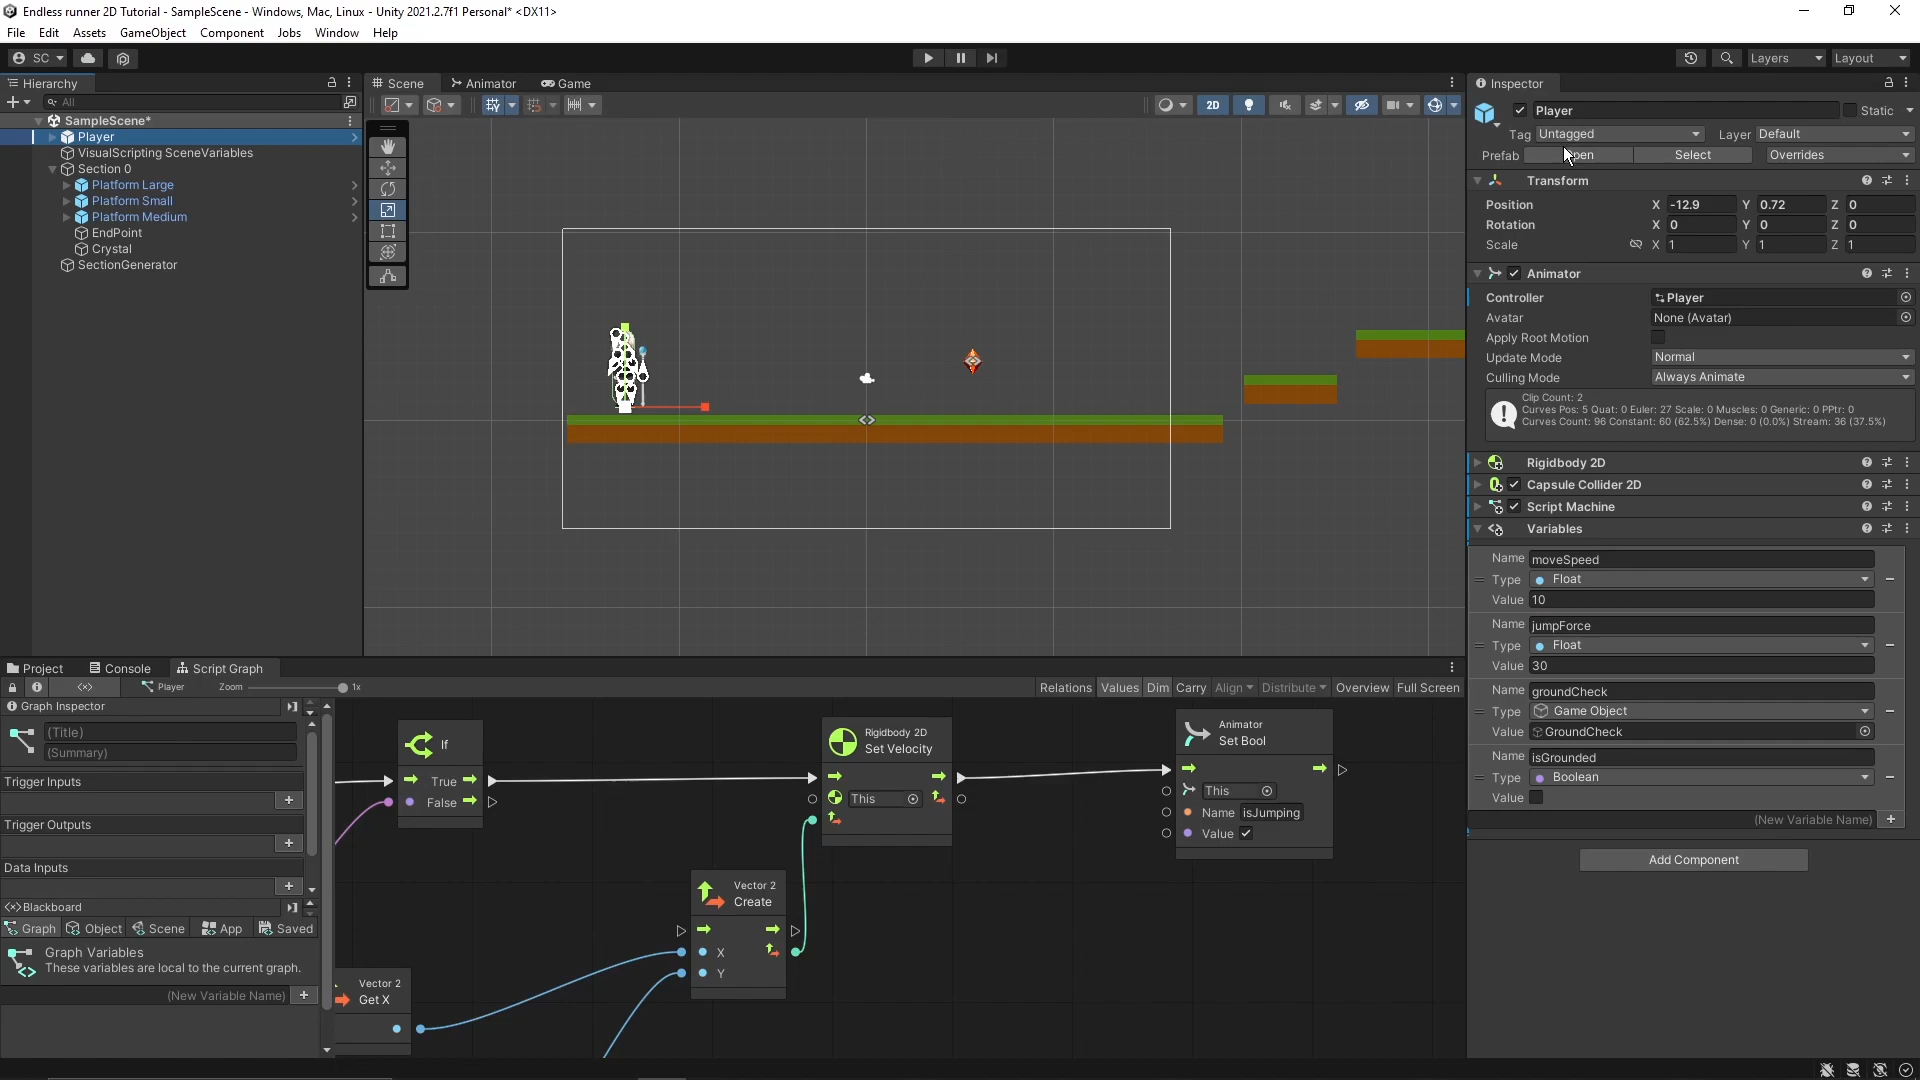 Endless runner 2D Tutorial - SampleScene - Windows, Mac, Linux - Unity 2021.2.7f1 Personal* <DX11>
File Edit Assets GameObject Component Jobs Window Help
SC
Layers
Layout
Hierarchy
All
SampleScene*
Player
VisualScripting SceneVariables
Section 0
Platform Large
Platform Small
Platform Medium
EndPoint
Crystal
SectionGenerator
Scene
Animator
Game
2D
Inspector
Player
Static
Tag Untagged
Layer Default
Prefab
Select
Overrides
Transform
Position X -12.9 Y 0.72 Z 0
Rotation X 0 Y 0 Z 0
Scale X 1 Y 1 Z 1
Animator
Controller Player
Avatar None (Avatar)
Apply Root Motion
Update Mode Normal
Culling Mode Always Animate
Clip Count: 2
Curves Pos: 5 Quat: 0 Euler: 27 Scale: 0 Muscles: 0 Generic: 0 PPtr: 0
Curves Count: 96 Constant: 60 (62.5%) Dense: 0 (0.0%) Stream: 36 (37.5%)
Rigidbody 2D
Capsule Collider 2D
Script Machine
Variables
Name moveSpeed
Type Float
Value 10
Name jumpForce
Type Float
Value 30
Name groundCheck
Type Game Object
Value GroundCheck
Name isGrounded
Type Boolean
Value
(New Variable Name)
Add Component
Project
Console
Script Graph
Player
Zoom
1x
Relations Values Dim Carry Align Distribute Overview Full Screen
Graph Inspector
(Title)
(Summary)
Trigger Inputs
Trigger Outputs
Data Inputs
Blackboard
Graph Object Scene App Saved
Graph Variables
These variables are local to the current graph.
(New Variable Name)
If
True
False
Rigidbody 2D
Set Velocity
This
Animator
Set Bool
This
Name isJumping
Value
Vector 2
Create
X
Y
Vector 2
Get X